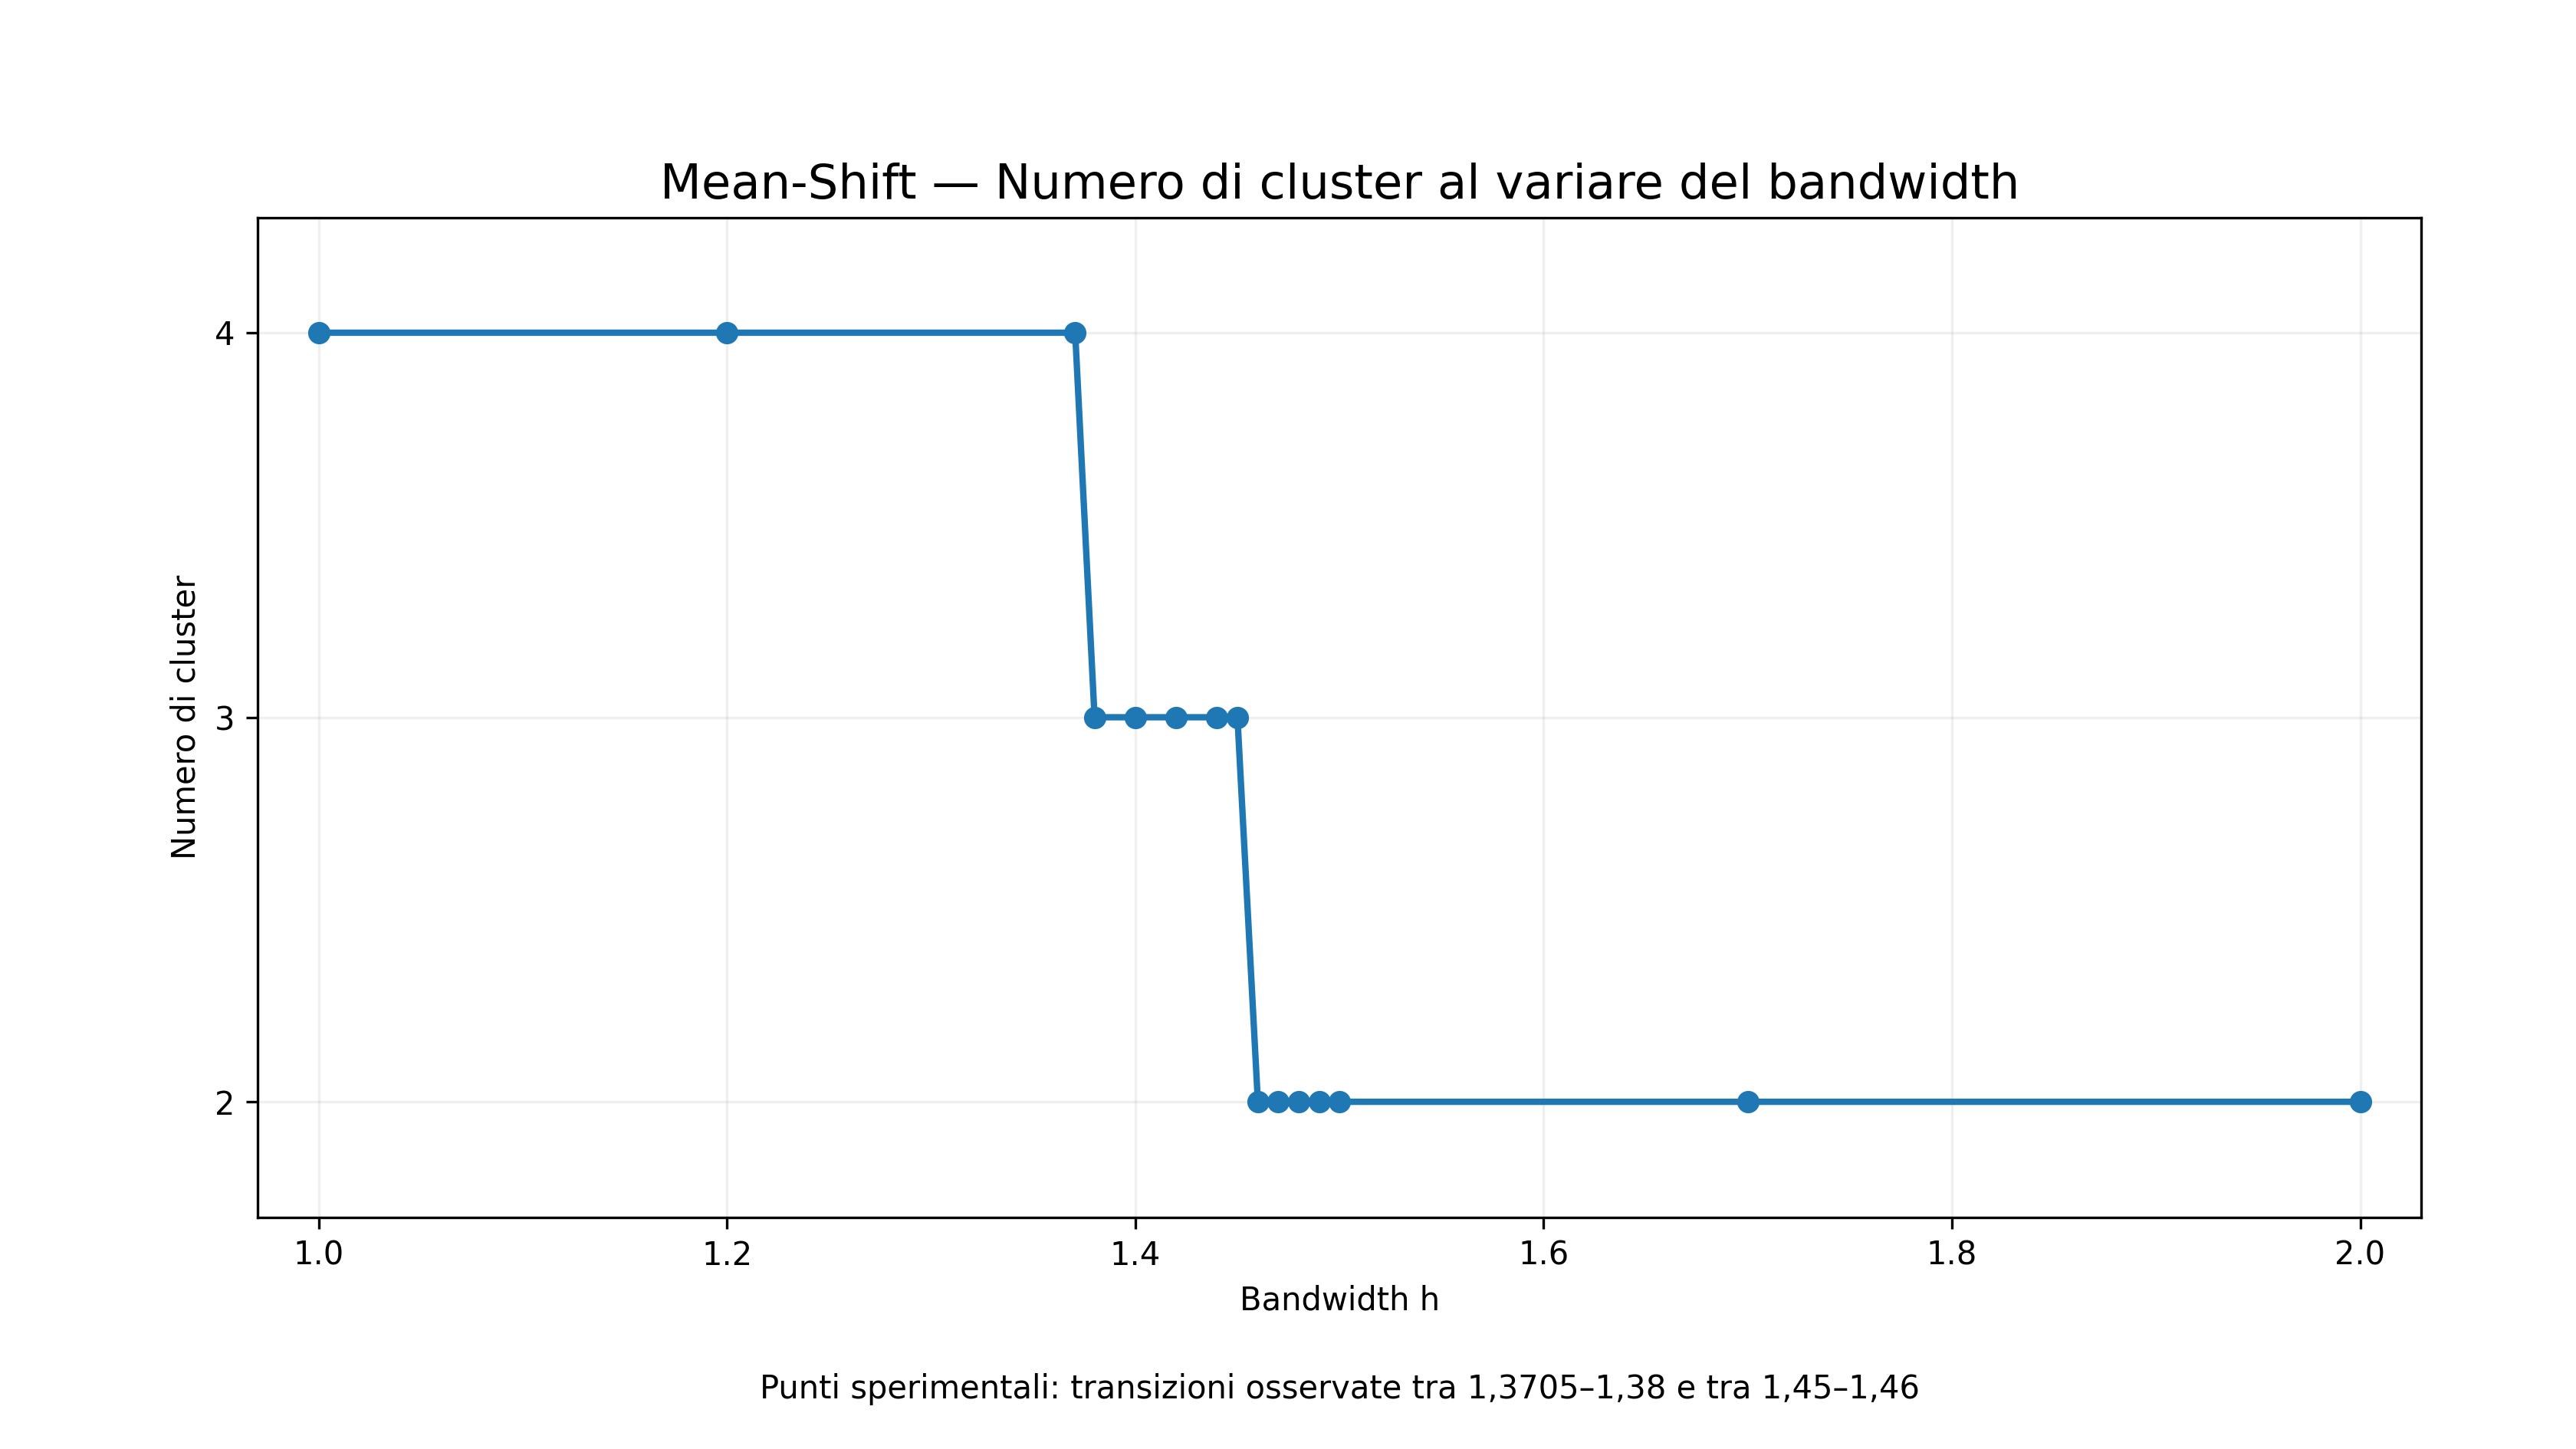 Mean-Shift — Numero di cluster al variare del bandwidth
Numero di cluster
4
3
2
1.0 1.2 1.4 1.6 1.8 2.0
Bandwidth h
Punti sperimentali: transizioni osservate tra 1,3705–1,38 e tra 1,45–1,46